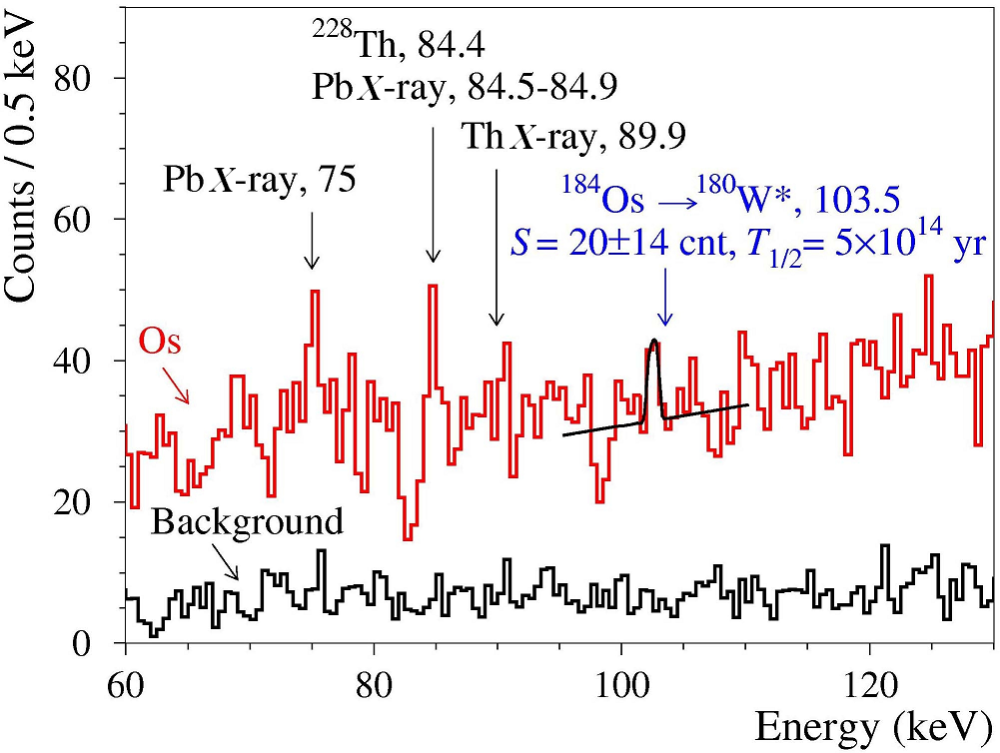 Counts / 0.5 keV
80
60
40
20
0
²²⁸Th, 84.4
Pb X-ray, 84.5-84.9
Th X-ray, 89.9
Pb X-ray, 75
¹⁸⁴Os → ¹⁸⁰W*, 103.5
S = 20±14 cnt, T₁/₂= 5×10¹⁴ yr
Os
Background
60 80 100 120
Energy (keV)